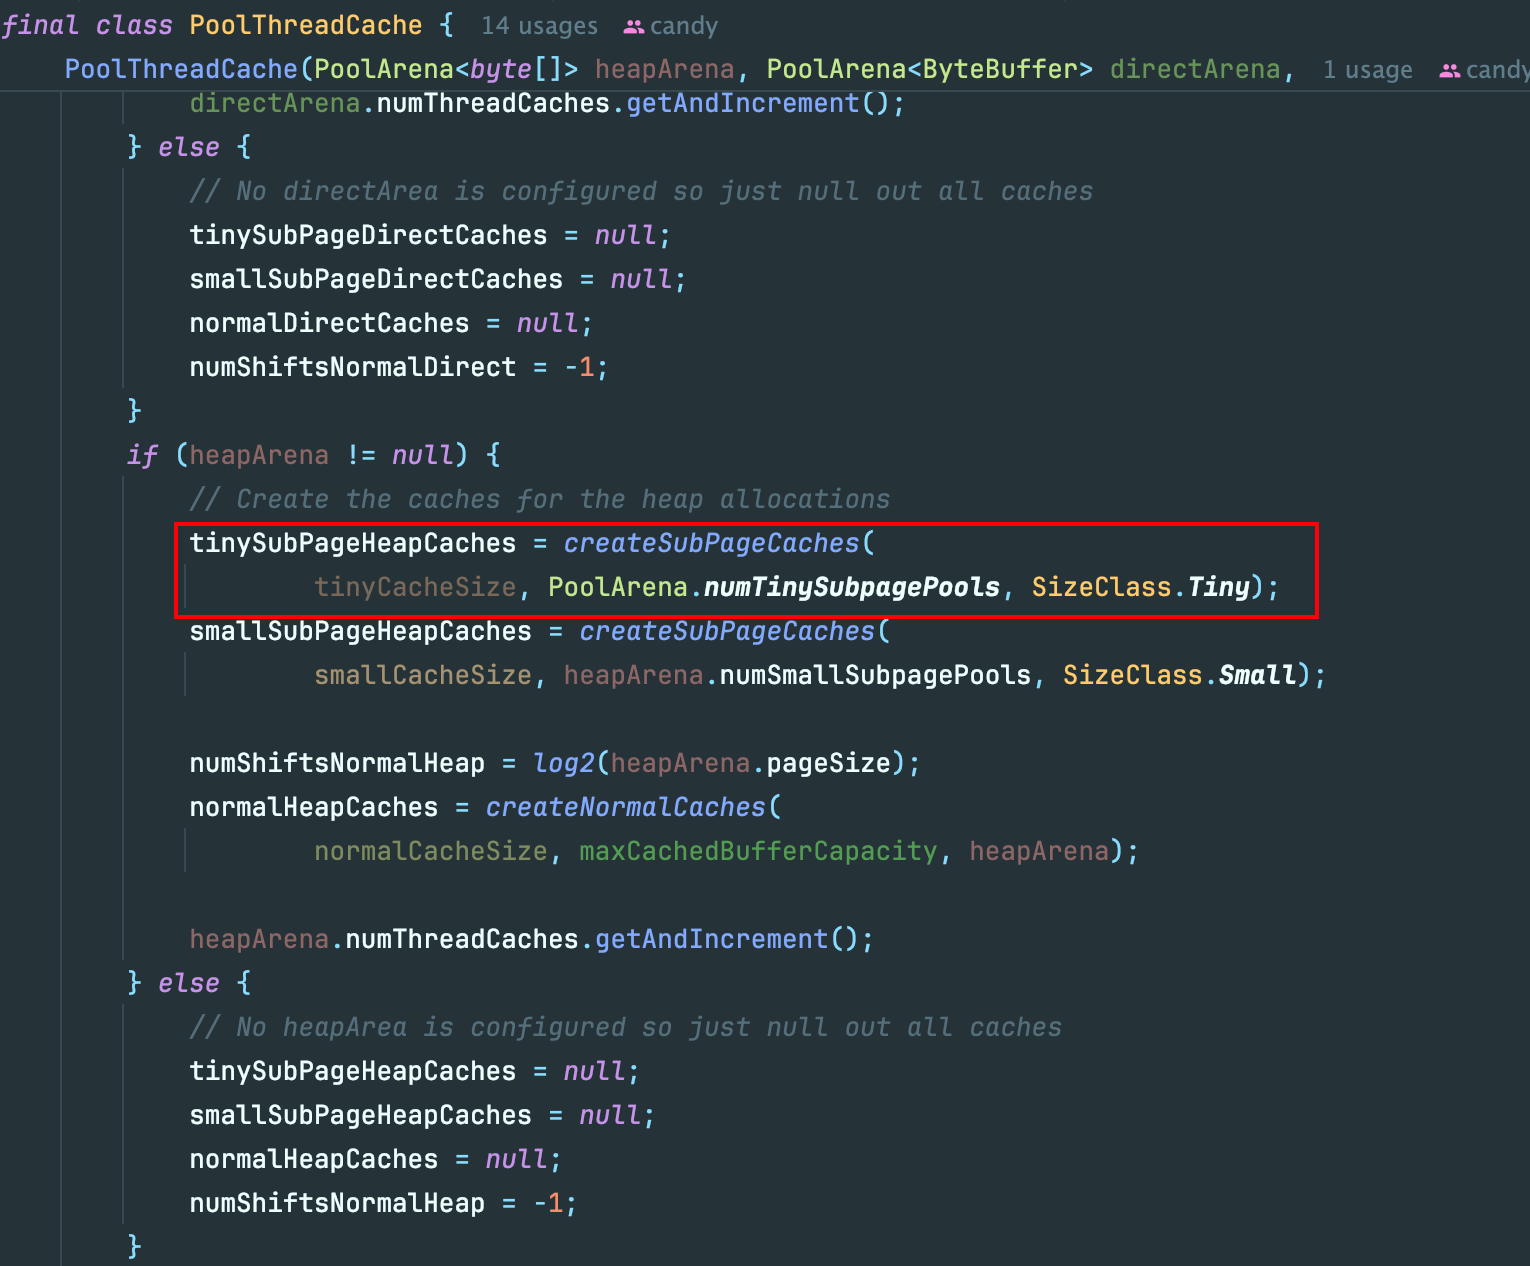 final class PoolThreadCache { 14 usages candy
PoolThreadCache(PoolArena<byte[]> heapArena, PoolArena<ByteBuffer> directArena, 1 usage candy
directArena.numThreadCaches.getAndIncrement();
} else {
// No directArea is configured so just null out all caches
tinySubPageDirectCaches = null;
smallSubPageDirectCaches = null;
normalDirectCaches = null;
numShiftsNormalDirect = -1;
}
if (heapArena != null) {
// Create the caches for the heap allocations
tinySubPageHeapCaches = createSubPageCaches(
tinyCacheSize, PoolArena.numTinySubpagePools, SizeClass.Tiny);
smallSubPageHeapCaches = createSubPageCaches(
smallCacheSize, heapArena.numSmallSubpagePools, SizeClass.Small);
numShiftsNormalHeap = log2(heapArena.pageSize);
normalHeapCaches = createNormalCaches(
normalCacheSize, maxCachedBufferCapacity, heapArena);
heapArena.numThreadCaches.getAndIncrement();
} else {
// No heapArea is configured so just null out all caches
tinySubPageHeapCaches = null;
smallSubPageHeapCaches = null;
normalHeapCaches = null;
numShiftsNormalHeap = -1;
}